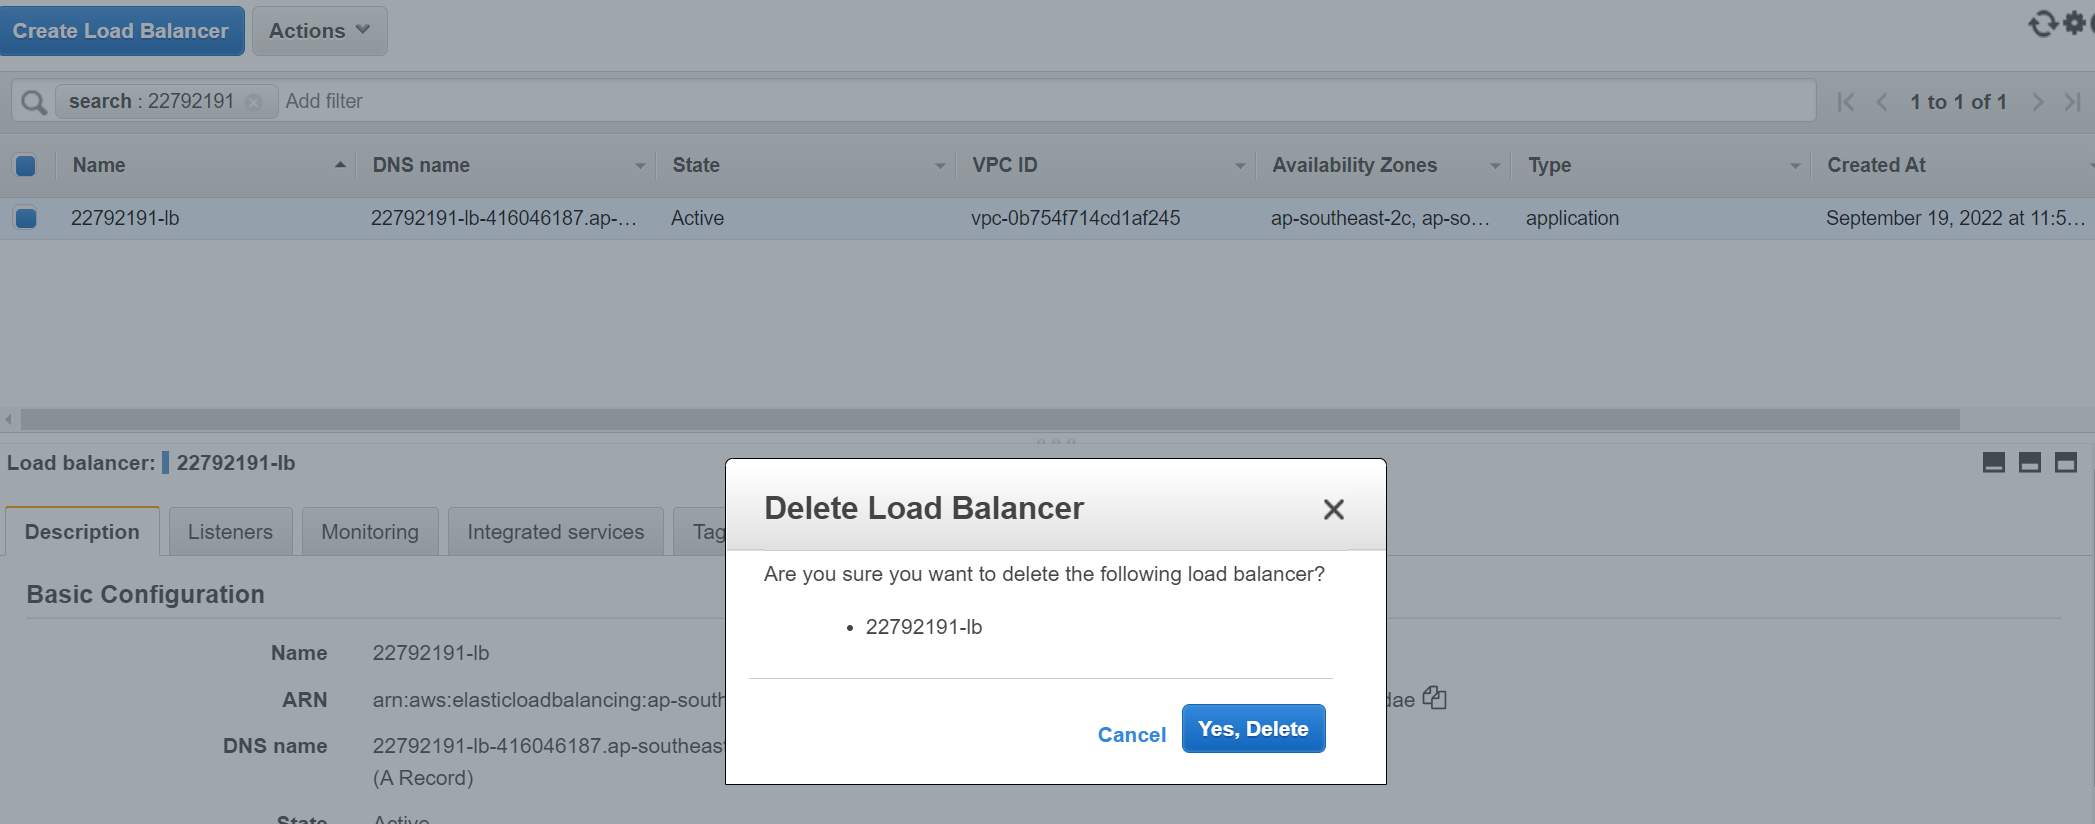 Create Load Balancer Actions
search : 22792191 Add filter 1 to 1 of 1
Name DNS name State VPC ID Availability Zones Type Created At
22792191-lb 22792191-lb-416046187.ap-... Active vpc-0b754f714cd1af245 ap-southeast-2c, ap-so... application September 19, 2022 at 11:5...
Load balancer: 22792191-lb
Delete Load Balancer
Description Listeners Monitoring Integrated services Tag
Are you sure you want to delete the following load balancer?
Basic Configuration
• 22792191-lb
Name 22792191-lb
ARN arn:aws:elasticloadbalancing:ap-south dae
Cancel Yes, Delete
DNS name 22792191-lb-416046187.ap-southeast
(A Record)
State Active